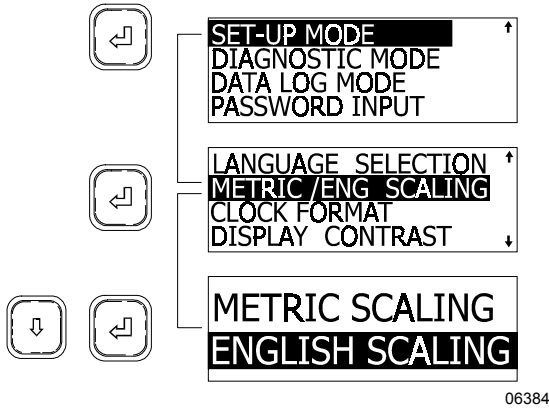 SET-UP MODE
DIAGNOSTIC MODE
DATA LOG MODE
PASSWORD INPUT
LANGUAGE SELECTION
METRIC /ENG SCALING
CLOCK FORMAT
DISPLAY CONTRAST
METRIC SCALING
ENGLISH SCALING
06384